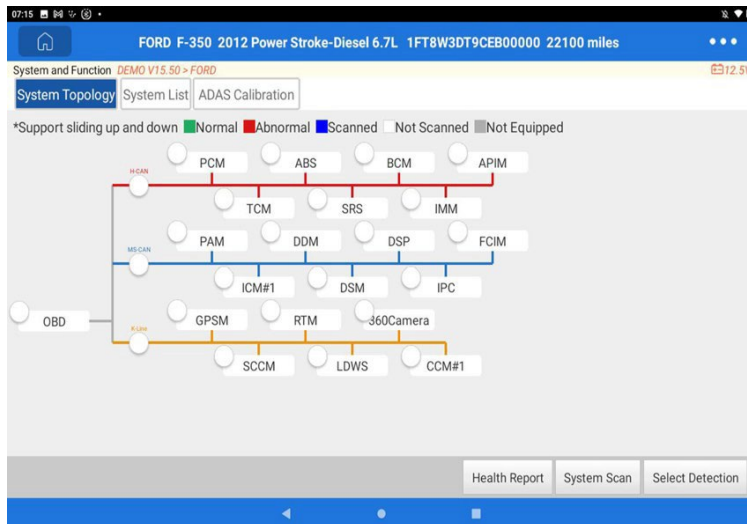 07:15
FORD F-350 2012 Power Stroke-Diesel 6.7L 1FT8W3DT9CEB00000 22100 miles
System and Function DEMO V15.50 > FORD
12.5V
System Topology System List ADAS Calibration
*Support sliding up and down Normal Abnormal Scanned Not Scanned Not Equipped
PCM ABS BCM APIM
H-CAN
TCM SRS IMM
PAM DDM DSP FCIM
MS-CAN
ICM#1 DSM IPC
OBD
GPSM RTM 360Camera
K-Line
SCCM LDWS CCM#1
Health Report System Scan Select Detection